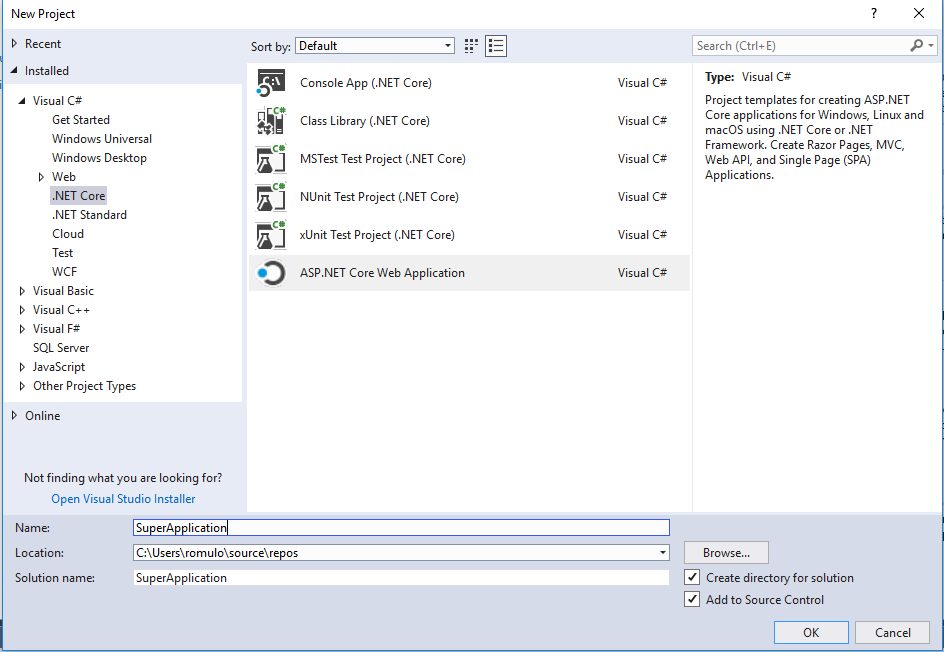 New Project
?
Recent
Installed
Visual C#
Get Started
Windows Universal
Windows Desktop
Web
.NET Core
.NET Standard
Cloud
Test
WCF
Visual Basic
Visual C++
Visual F#
SQL Server
JavaScript
Other Project Types
Online
Not finding what you are looking for?
Open Visual Studio Installer
Sort by: Default
Console App (.NET Core) Visual C#
Class Library (.NET Core) Visual C#
MSTest Test Project (.NET Core) Visual C#
NUnit Test Project (.NET Core) Visual C#
xUnit Test Project (.NET Core) Visual C#
ASP.NET Core Web Application Visual C#
Search (Ctrl+E)
Type: Visual C#
Project templates for creating ASP.NET
Core applications for Windows, Linux and
macOS using .NET Core or .NET
Framework. Create Razor Pages, MVC,
Web API, and Single Page (SPA)
Applications.
Name: SuperApplication
Location: C:\Users\romulo\source\repos Browse...
Solution name: SuperApplication
Create directory for solution
Add to Source Control
OK Cancel